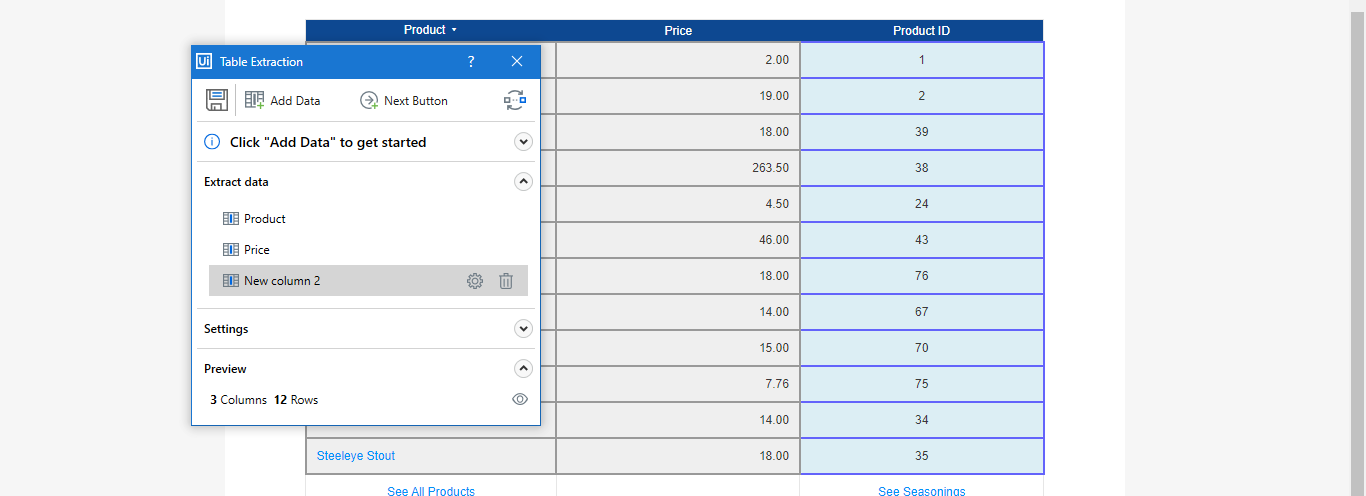 Product Price Product ID
2.00 1
Ui Table Extraction ?
19.00 2
Add Data Next Button
18.00 39
Click "Add Data" to get started
263.50 38
Extract data
4.50 24
Product
46.00 43
Price
18.00 76
New column 2
14.00 67
Settings
15.00 70
Preview
7.76 75
3 Columns 12 Rows
14.00 34
Steeleye Stout 18.00 35
See All Products See Seasonings